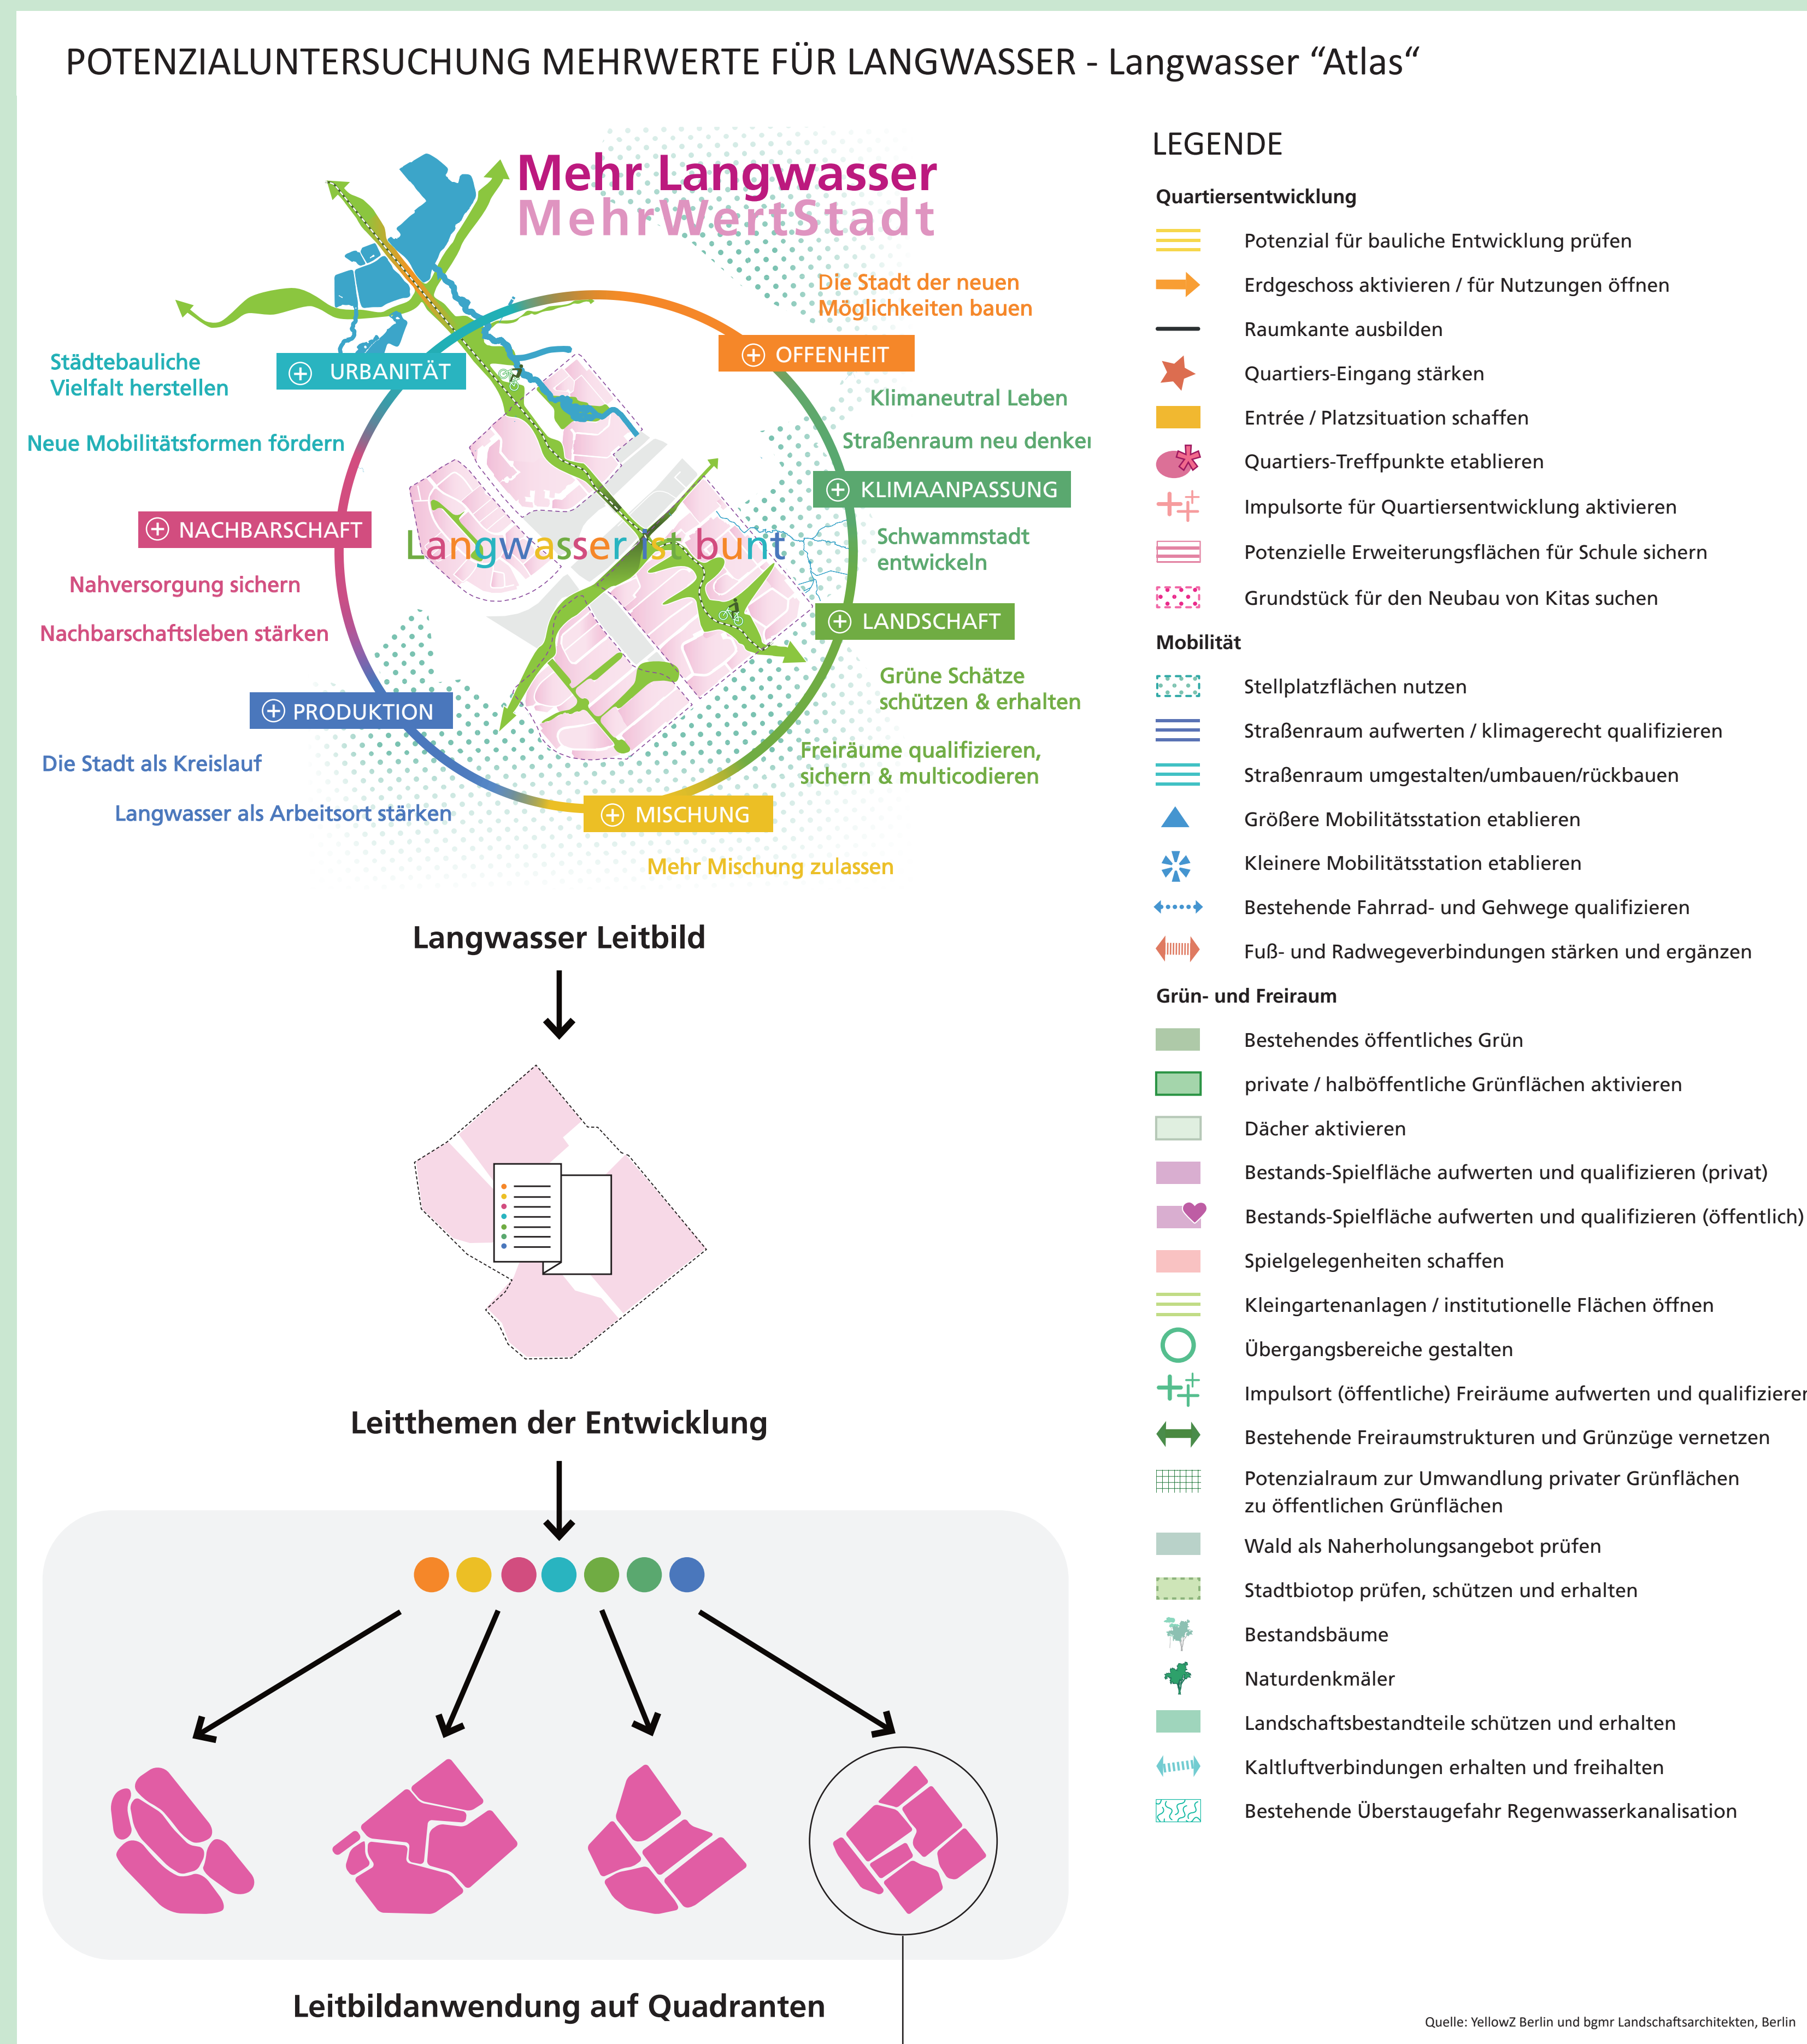 POTENZIALUNTERSUCHUNG MEHRWERTE FÜR LANGWASSER - Langwasser “Atlas“
Mehr Langwasser
MehrWertStadt
Die Stadt der neuen
Möglichkeiten bauen
OFFENHEIT
Städtebauliche
Vielfalt herstellen
URBANITÄT
Neue Mobilitätsformen fördern
Klimaneutral Leben
Straßenraum neu denken
KLIMAANPASSUNG
NACHBARSCHAFT
Langwasser ist bunt
Schwammstadt
entwickeln
Nahversorgung sichern
Nachbarschaftsleben stärken
LANDSCHAFT
Grüne Schätze
schützen & erhalten
PRODUKTION
Freiräume qualifizieren,
sichern & multicodieren
Die Stadt als Kreislauf
Langwasser als Arbeitsort stärken
MISCHUNG
Mehr Mischung zulassen
Langwasser Leitbild
Leitthemen der Entwicklung
Leitbildanwendung auf Quadranten
LEGENDE
Quartiersentwicklung
Potenzial für bauliche Entwicklung prüfen
Erdgeschoss aktivieren / für Nutzungen öffnen
Raumkante ausbilden
Quartiers-Eingang stärken
Entrée / Platzsituation schaffen
Quartiers-Treffpunkte etablieren
Impulsorte für Quartiersentwicklung aktivieren
Potenzielle Erweiterungsflächen für Schule sichern
Grundstück für den Neubau von Kitas suchen
Mobilität
Stellplatzflächen nutzen
Straßenraum aufwerten / klimagerecht qualifizieren
Straßenraum umgestalten/umbauen/rückbauen
Größere Mobilitätsstation etablieren
Kleinere Mobilitätsstation etablieren
Bestehende Fahrrad- und Gehwege qualifizieren
Fuß- und Radwegeverbindungen stärken und ergänzen
Grün- und Freiraum
Bestehendes öffentliches Grün
private / halböffentliche Grünflächen aktivieren
Dächer aktivieren
Bestands-Spielfläche aufwerten und qualifizieren (privat)
Bestands-Spielfläche aufwerten und qualifizieren (öffentlich)
Spielgelegenheiten schaffen
Kleingartenanlagen / institutionelle Flächen öffnen
Übergangsbereiche gestalten
Impulsort (öffentliche) Freiräume aufwerten und qualifizieren
Bestehende Freiraumstrukturen und Grünzüge vernetzen
Potenzialraum zur Umwandlung privater Grünflächen
zu öffentlichen Grünflächen
Wald als Naherholungsangebot prüfen
Stadtbiotop prüfen, schützen und erhalten
Bestandsbäume
Naturdenkmäler
Landschaftsbestandteile schützen und erhalten
Kaltluftverbindungen erhalten und freihalten
Bestehende Überstaugefahr Regenwasserkanalisation
Quelle: YellowZ Berlin und bgmr Landschaftsarchitekten, Berlin